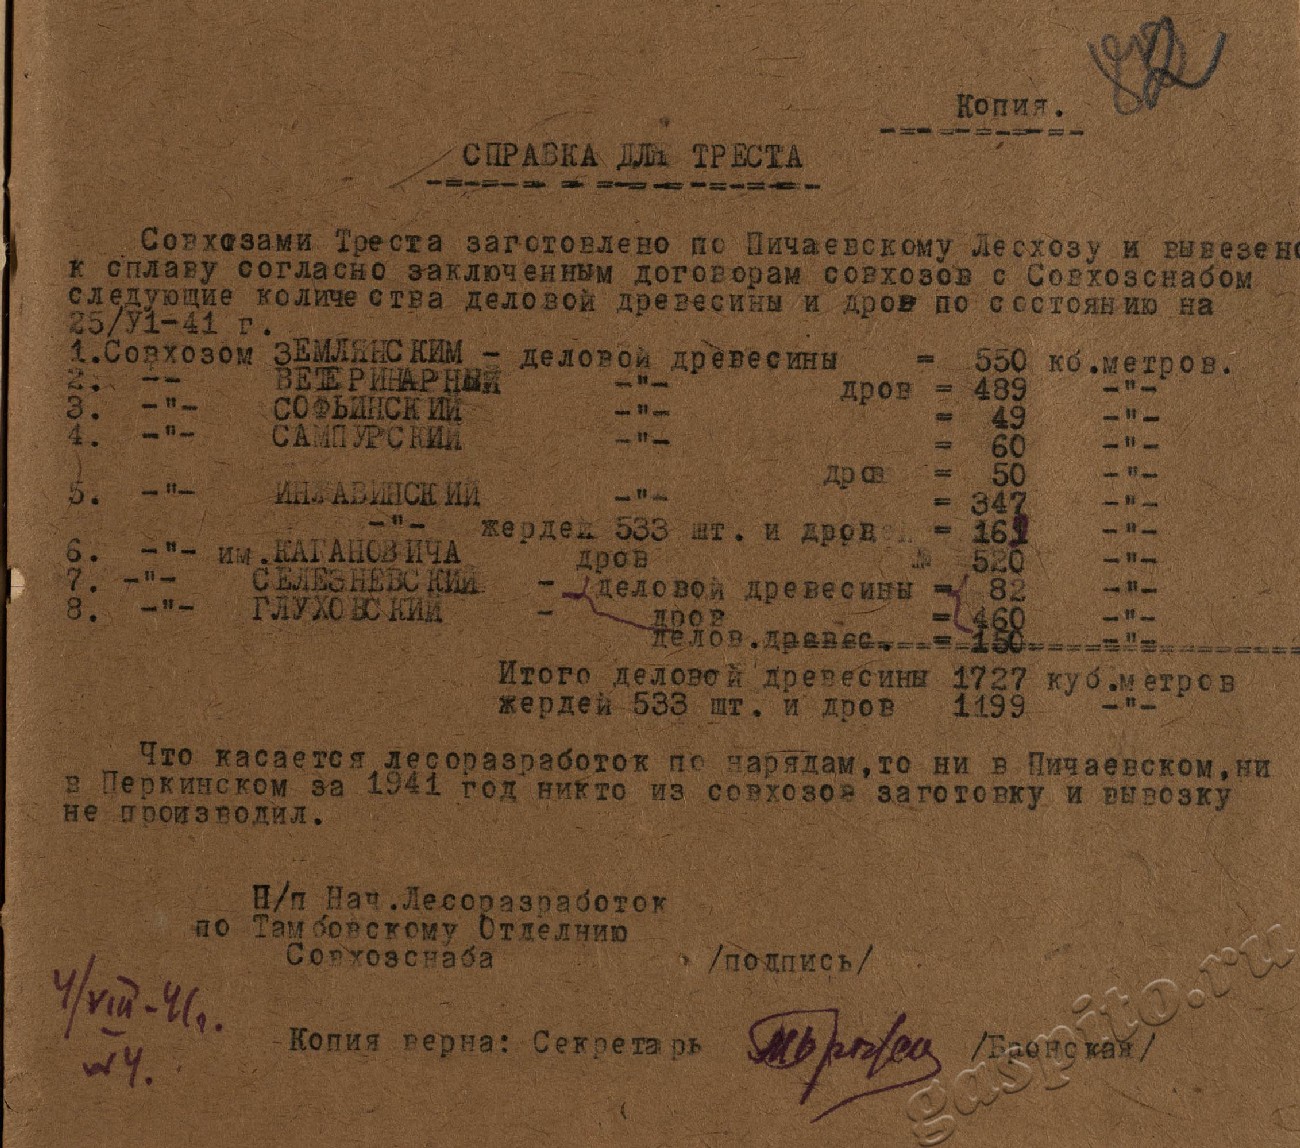 82
Копия.
СПРАВКА ДЛЯ ТРЕСТА
Совхозами Треста заготовлено по Пичаевскому Лесхозу и вывезено
к сплаву согласно заключенным договорам совхозов с Совхозснабом
следующие количества деловой древесины и дров по состоянию на
25/У1-41 г.
1.Совхозом ЗЕМЛЯНСКИМ - деловой древесины = 550 кб.метров.
2. -- ВЕТЕРИНАРНЫЙ -"- дров = 489 -"-
3. -"- СОФЬИНСКИЙ -"- = 49 -"-
4. -"- САМПУРСКИЙ -"- = 60 -"-
дров = 50 -"-
5. -"- ИНЖАВИНСКИЙ -"- = 347 -"-
-"- жердей 533 шт. и дров = 169 -"-
6. -"- им.КАГАНОВИЧА дров 520 -"-
7. -"- СЕЛЕЗНЕВСКИЙ - деловой древесины = 82 -"-
8. -"- ГЛУХОВСКИЙ - дров = 460 -"-
делов.древес. = 150 -"-
Итого деловой древесины 1727 куб.метров
жердей 533 шт. и дров 1199 -"-
Что касается лесоразработок по нарядам,то ни в Пичаевском,ни
в Перкинском за 1941 год никто из совхозов заготовку и вывозку
не производил.
П/п Нач.Лесоразработок
по Тамбовскому Отделнию
Совхозснаба /подпись/
4/VIII-41г.
Копия верна: Секретарь /Бронская/
№4.
gaspito.ru